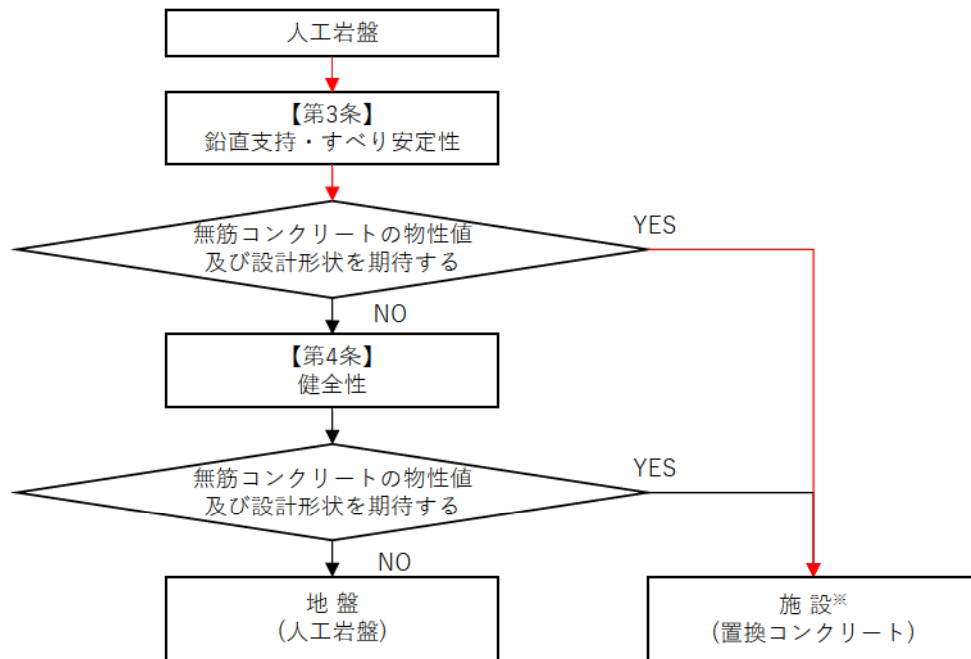 人工岩盤
【第3条】
鉛直支持・すべり安定性
無筋コンクリートの物性値
及び設計形状を期待する
YES
NO
【第4条】
健全性
無筋コンクリートの物性値
及び設計形状を期待する
YES
NO
地 盤
(人工岩盤)
施 設※
(置換コンクリート)